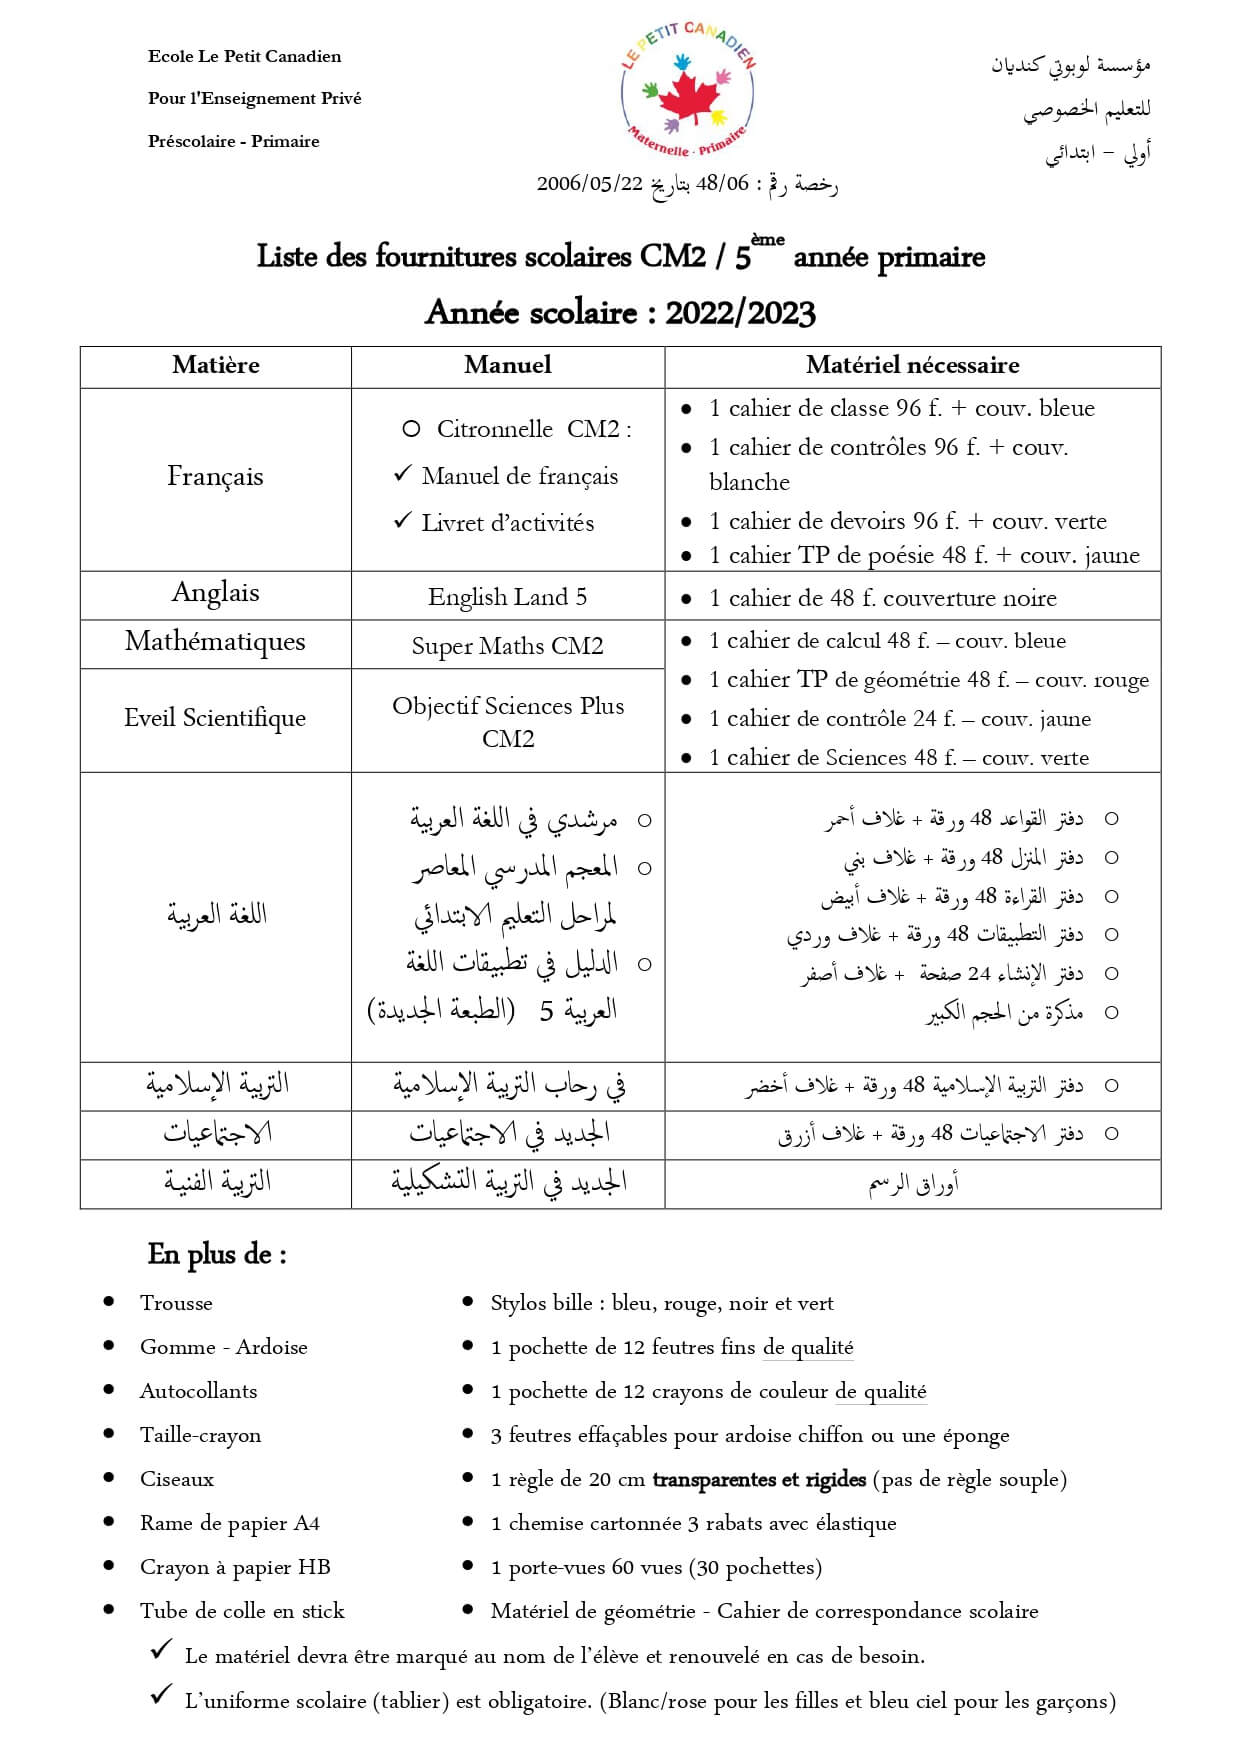 Ecole Le Petit Canadien
Pour l'Enseignement Privé
Préscolaire - Primaire
LE PETIT CANADIEN
Maternelle · Primaire
مؤسسة لوبوتي كنديان
للتعليم الخصوصي
أولي – ابتدائي
رخصة رقم : 48/06 بتاريخ 2006/05/22
Liste des fournitures scolaires CM2 / 5ème année primaire
Année scolaire : 2022/2023
Matière
Manuel
Matériel nécessaire
Français
o Citronnelle CM2 :
✓ Manuel de français
✓ Livret d’activités
• 1 cahier de classe 96 f. + couv. bleue
• 1 cahier de contrôles 96 f. + couv.
blanche
• 1 cahier de devoirs 96 f. + couv. verte
• 1 cahier TP de poésie 48 f. + couv. jaune
Anglais
English Land 5
• 1 cahier de 48 f. couverture noire
Mathématiques
Super Maths CM2
Eveil Scientifique
Objectif Sciences Plus
CM2
• 1 cahier de calcul 48 f. – couv. bleue
• 1 cahier TP de géométrie 48 f. – couv. rouge
• 1 cahier de contrôle 24 f. – couv. jaune
• 1 cahier de Sciences 48 f. – couv. verte
اللغة العربية
o مرشدي في اللغة العربية
o المعجم المدرسي المعاصر
لمراحل التعليم الابتدائي
o الدليل في تطبيقات اللغة
العربية 5 (الطبعة الجديدة)
o دفتر القواعد 48 ورقة + غلاف أحمر
o دفتر المنزل 48 ورقة + غلاف بني
o دفتر القراءة 48 ورقة + غلاف أبيض
o دفتر التطبيقات 48 ورقة + غلاف وردي
o دفتر الإنشاء 24 صفحة + غلاف أصفر
o مذكرة من الحجم الكبير
التربية الإسلامية
في رحاب التربية الإسلامية
o دفتر التربية الإسلامية 48 ورقة + غلاف أخضر
الاجتماعيات
الجديد في الاجتماعيات
o دفتر الاجتماعيات 48 ورقة + غلاف أزرق
التربية الفنية
الجديد في التربية التشكيلية
أوراق الرسم
En plus de :
• Trousse
• Gomme - Ardoise
• Autocollants
• Taille-crayon
• Ciseaux
• Rame de papier A4
• Crayon à papier HB
• Tube de colle en stick
• Stylos bille : bleu, rouge, noir et vert
• 1 pochette de 12 feutres fins de qualité
• 1 pochette de 12 crayons de couleur de qualité
• 3 feutres effaçables pour ardoise chiffon ou une éponge
• 1 règle de 20 cm transparentes et rigides (pas de règle souple)
• 1 chemise cartonnée 3 rabats avec élastique
• 1 porte-vues 60 vues (30 pochettes)
• Matériel de géométrie - Cahier de correspondance scolaire
✓ Le matériel devra être marqué au nom de l’élève et renouvelé en cas de besoin.
✓ L’uniforme scolaire (tablier) est obligatoire. (Blanc/rose pour les filles et bleu ciel pour les garçons)